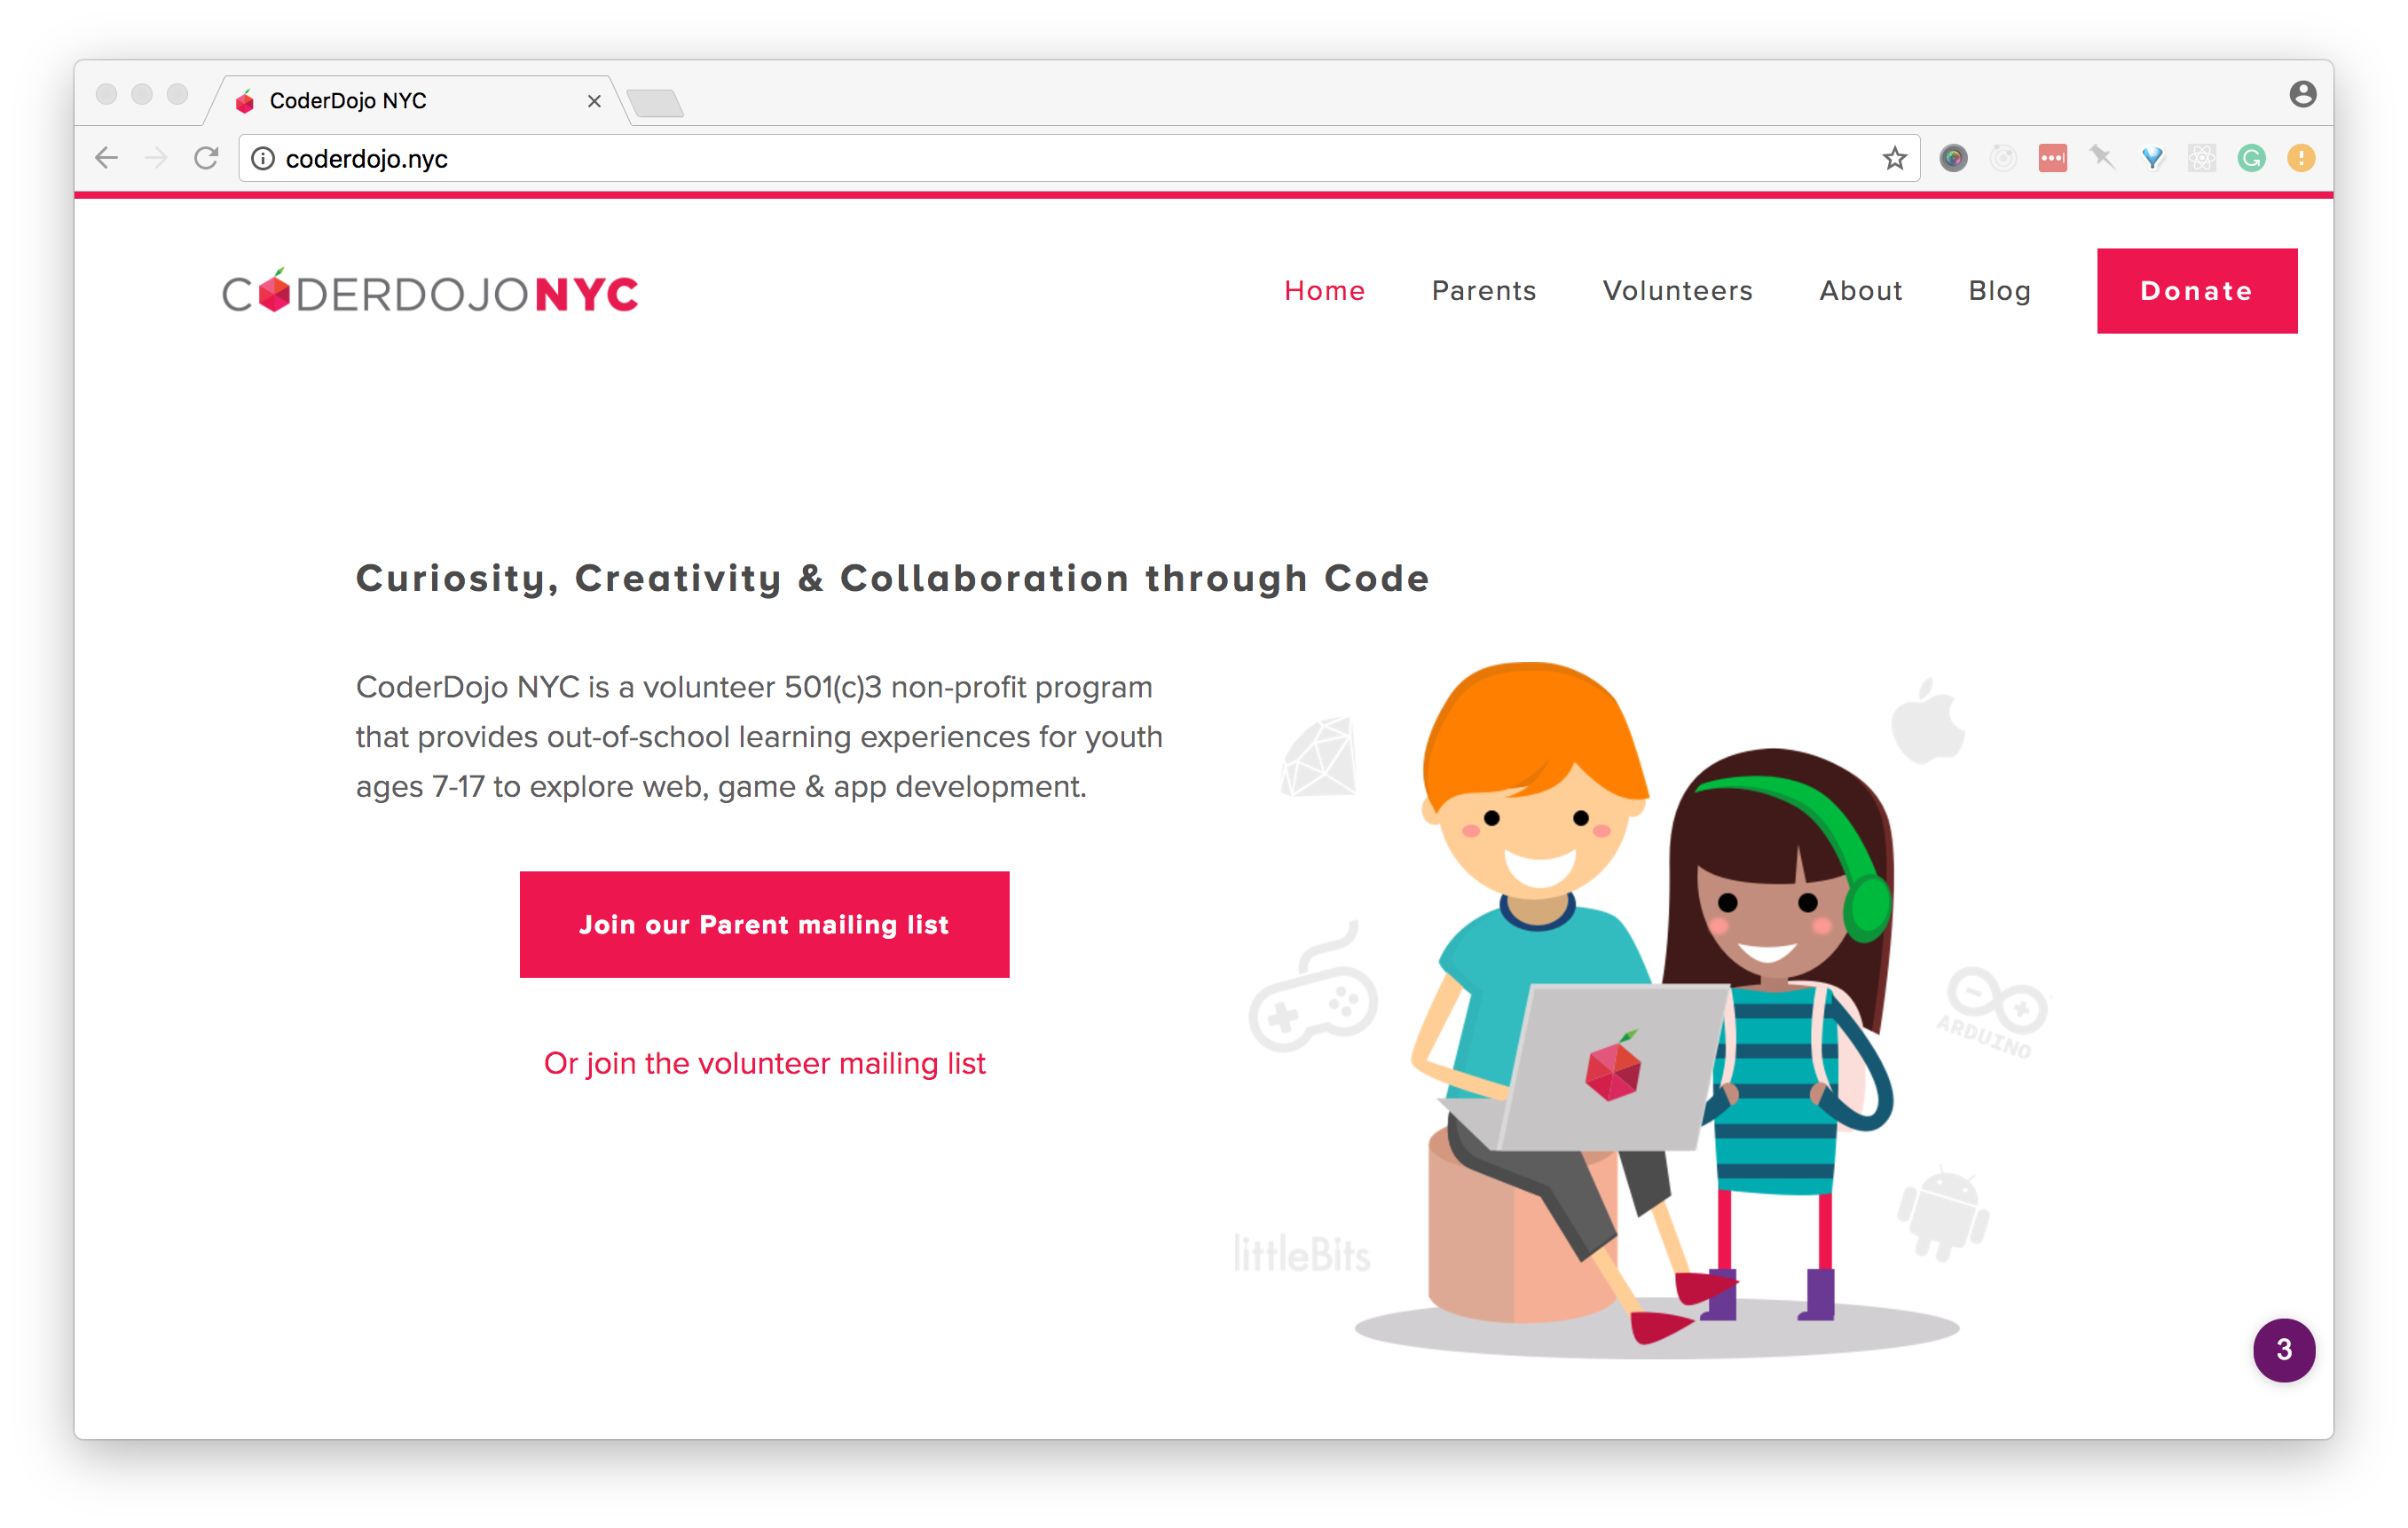 CoderDojo NYC
coderdojo.nyc
CODERDOJONYC
Home Parents Volunteers About Blog Donate
Curiosity, Creativity & Collaboration through Code
CoderDojo NYC is a volunteer 501(c)3 non-profit program
that provides out-of-school learning experiences for youth
ages 7-17 to explore web, game & app development.
Join our Parent mailing list
Or join the volunteer mailing list
ARDUINO
littleBits
3